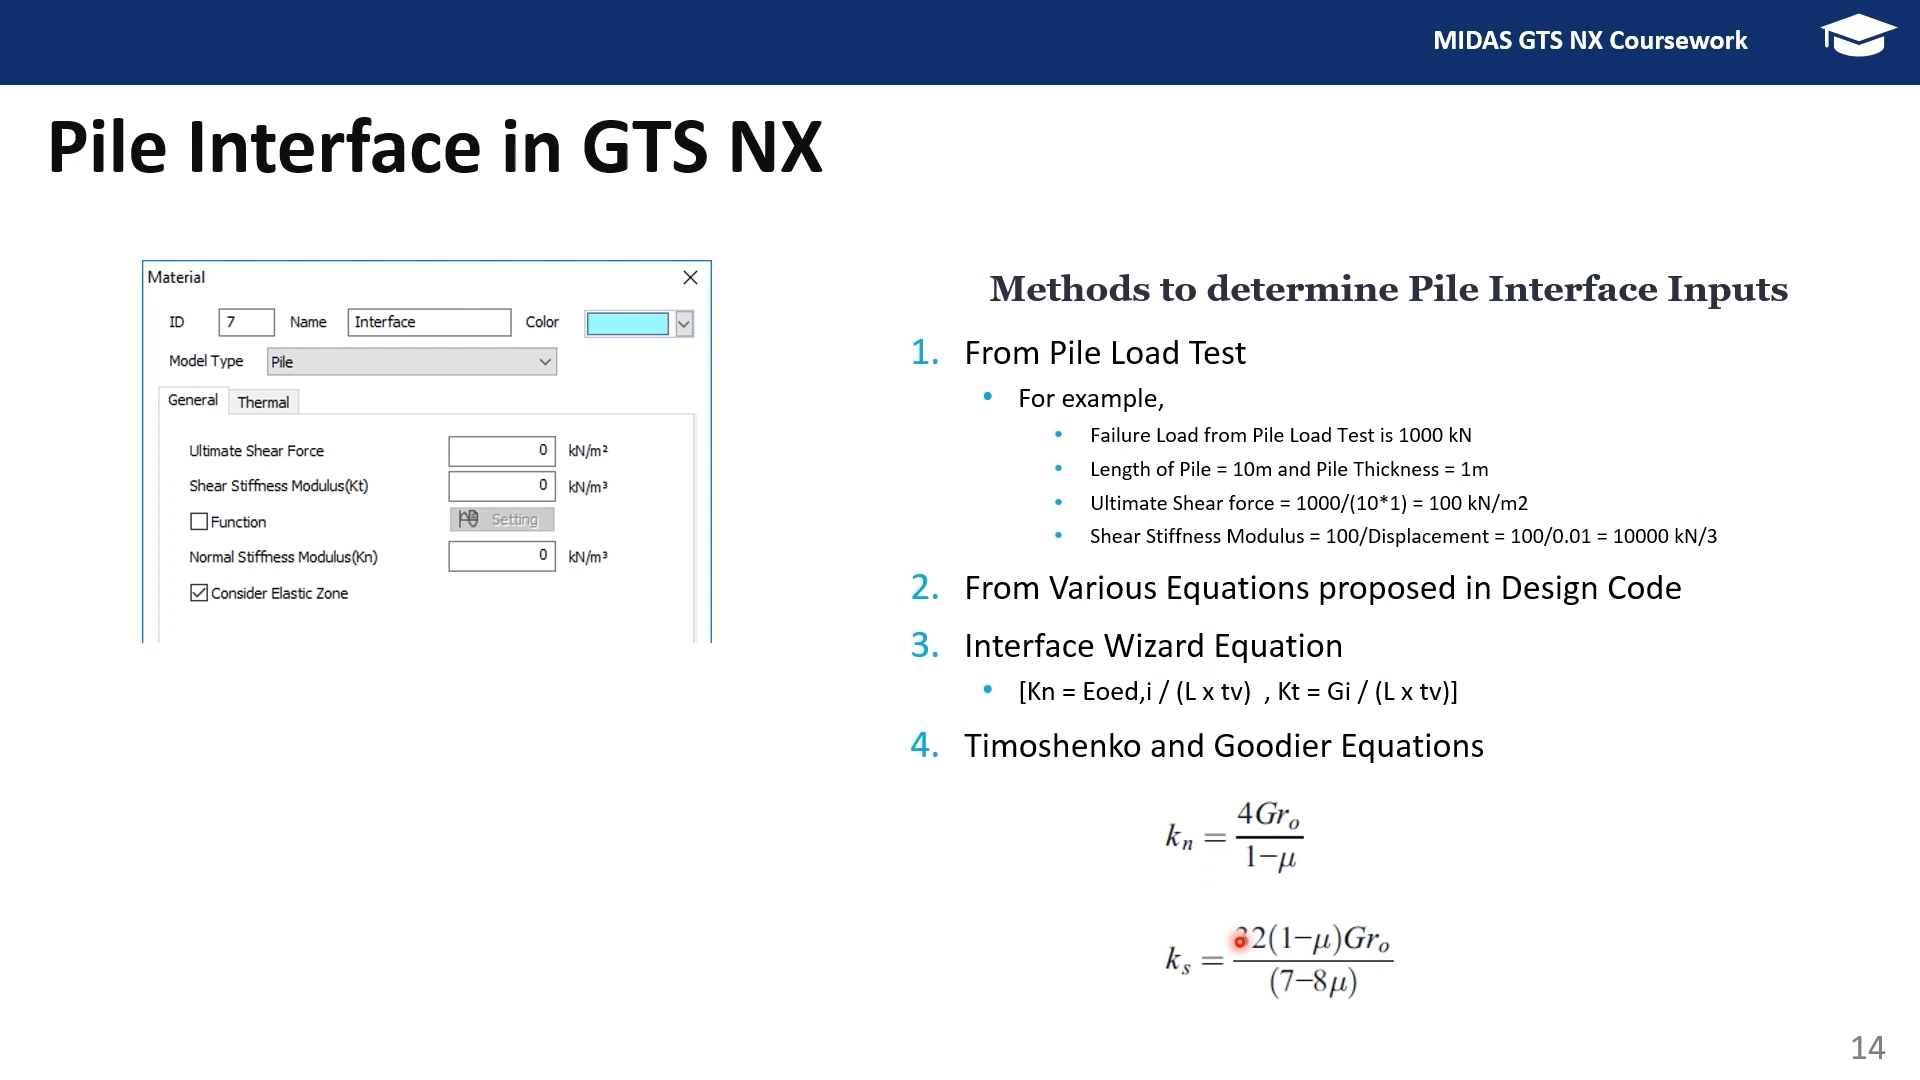 MIDAS GTS NX Coursework
Pile Interface in GTS NX
Material
ID 7 Name Interface Color
Model Type Pile
General Thermal
Ultimate Shear Force 0 kN/m²
Shear Stiffness Modulus(Kt) 0 kN/m³
Function Setting
Normal Stiffness Modulus(Kn) 0 kN/m³
Consider Elastic Zone
Methods to determine Pile Interface Inputs
1. From Pile Load Test
• For example,
• Failure Load from Pile Load Test is 1000 kN
• Length of Pile = 10m and Pile Thickness = 1m
• Ultimate Shear force = 1000/(10*1) = 100 kN/m2
• Shear Stiffness Modulus = 100/Displacement = 100/0.01 = 10000 kN/3
2. From Various Equations proposed in Design Code
3. Interface Wizard Equation
• [Kn = Eoed,i / (L x tv) , Kt = Gi / (L x tv)]
4. Timoshenko and Goodier Equations
kₙ = 4Grₒ / 1−μ
kₛ = 32(1−μ)Grₒ / (7−8μ)
14